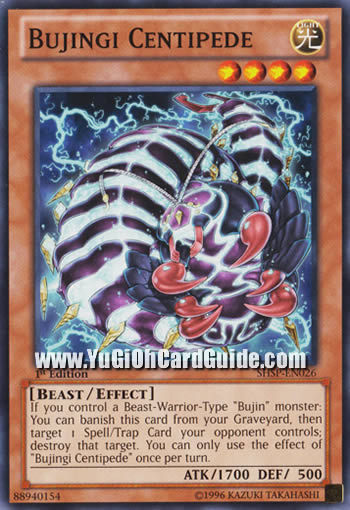 BUJINGI CENTIPEDE
LIGHT
光
www.YuGiOhCardGuide.com
1st Edition
SHSP-EN026
[BEAST/EFFECT]
If you control a Beast-Warrior-Type "Bujin" monster:
You can banish this card from your Graveyard, then
target 1 Spell/Trap Card your opponent controls;
destroy that target. You can only use the effect of
"Bujingi Centipede" once per turn.
ATK/1700 DEF/ 500
88940154
©1996 KAZUKI TAKAHASHI